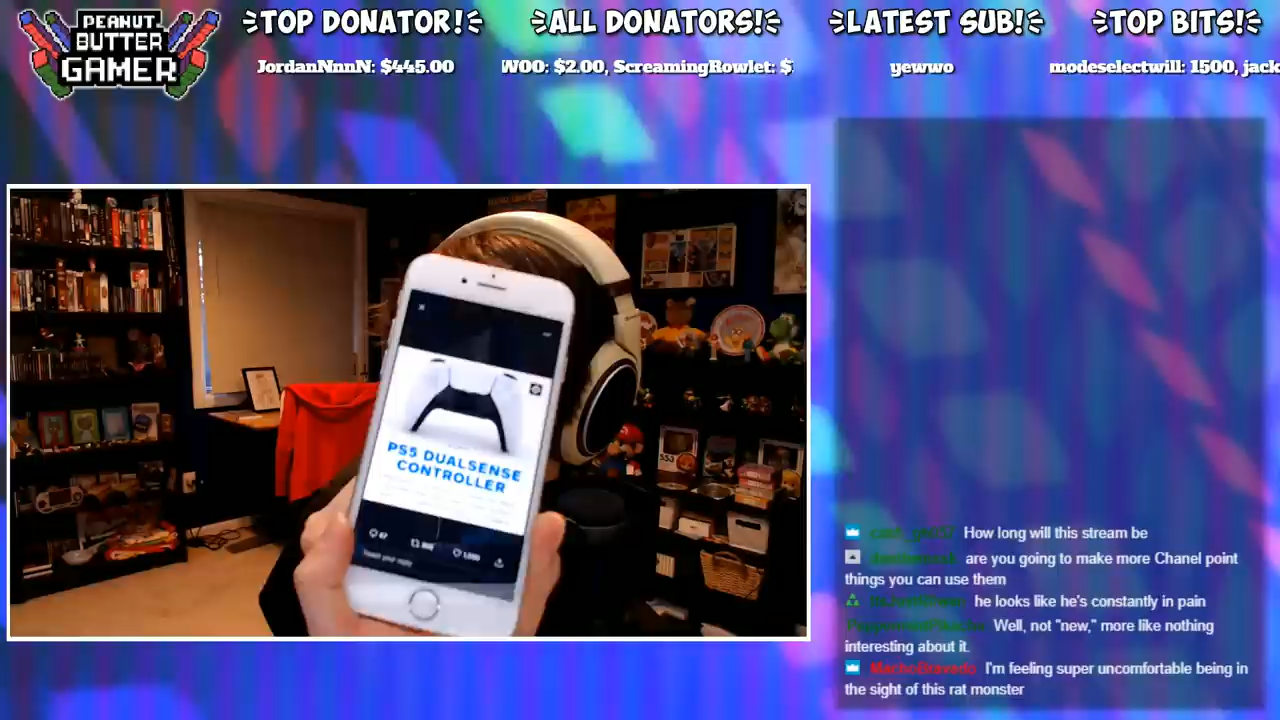 PEANUT
BUTTER
GAMER
TOP DONATOR!
JordanNnnN: $445.00
ALL DONATORS!
W00: $2.00, ScreamingRowlet: $
LATEST SUB!
yewwo
TOP BITS!
modeselectwill: 1500, jack
PS5 DUALSENSE
CONTROLLER
How long will this stream be
are you going to make more Chanel point
things you can use them
he looks like he's constantly in pain
Well, not "new," more like nothing
interesting about it.
MachoBravado I'm feeling super uncomfortable being in
the sight of this rat monster